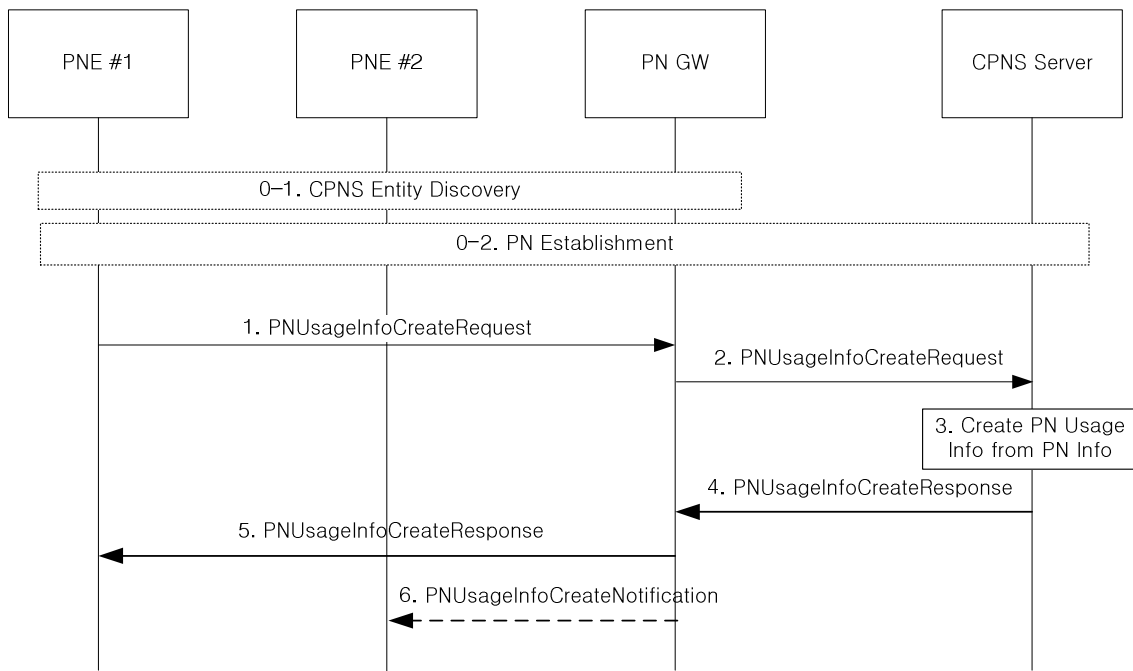 PNE #1
PNE #2
PN GW
CPNS Server
0-1. CPNS Entity Discovery
0-2. PN Establishment
1. PNUsageInfoCreateRequest
2. PNUsageInfoCreateRequest
3. Create PN Usage
Info from PN Info
4. PNUsageInfoCreateResponse
5. PNUsageInfoCreateResponse
6. PNUsageInfoCreateNotification